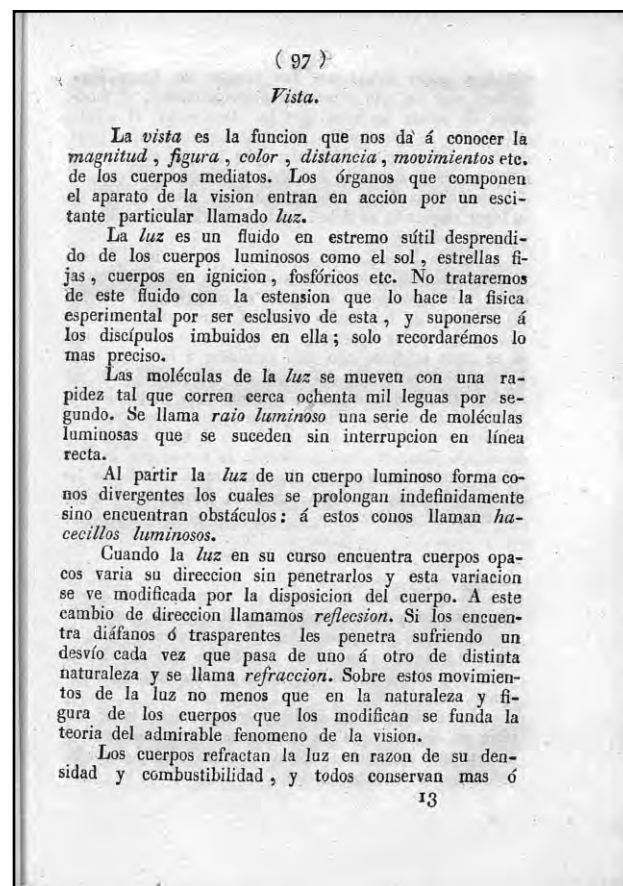 ( 97 )
Vista.
La vista es la funcion que nos da á conocer la
magnitud , figura , color , distancia , movimientos etc.
de los cuerpos mediatos. Los órganos que componen
el aparato de la vision entran en acción por un esci-
tante particular llamado luz.
La luz es un fluido en estremo sútil desprendi-
do de los cuerpos luminosos como el sol , estrellas fi-
jas , cuerpos en ignicion , fosfóricos etc. No trataremos
de este fluido con la estension que lo hace la fisica
esperimental por ser esclusivo de esta , y suponerse á
los discípulos imbuidos en ella ; solo recordarémos lo
mas preciso.
Las moléculas de la luz se mueven con una ra-
pidez tal que corren cerca ochenta mil leguas por se-
gundo. Se llama raio luminoso una serie de moléculas
luminosas que se suceden sin interrupcion en línea
recta.
Al partir la luz de un cuerpo luminoso forma co-
nos divergentes los cuales se prolongan indefinidamente
sino encuentran obstáculos : á estos conos llaman ha-
cecillos luminosos.
Cuando la luz en su curso encuentra cuerpos opa-
cos varia su direccion sin penetrarlos y esta variacion
se ve modificada por la disposicion del cuerpo. A este
cambio de direccion llamamos reflecsion. Si los encuen-
tra diáfanos ó trasparentes les penetra sufriendo un
desvío cada vez que pasa de uno á otro de distinta
naturaleza y se llama refraccion. Sobre estos movimien-
tos de la luz no menos que en la naturaleza y fi-
gura de los cuerpos que los modifican se funda la
teoria del admirable fenomeno de la vision.
Los cuerpos refractan la luz en razon de su den-
sidad y combustibilidad , y todos conservan mas ó
13